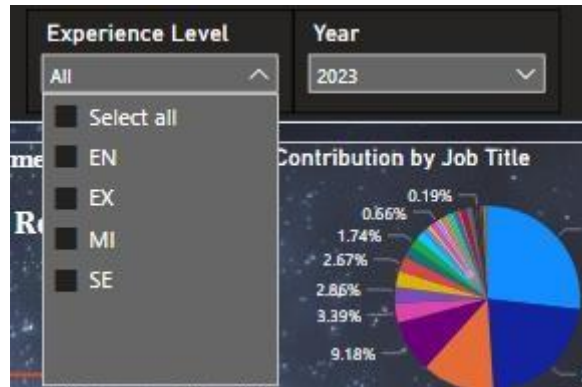 Experience Level
All
Select all
EN
EX
MI
SE
Year
2023
Contribution by Job Title
0.19%
0.66%
1.74%
2.67%
2.86%
3.39%
9.18%